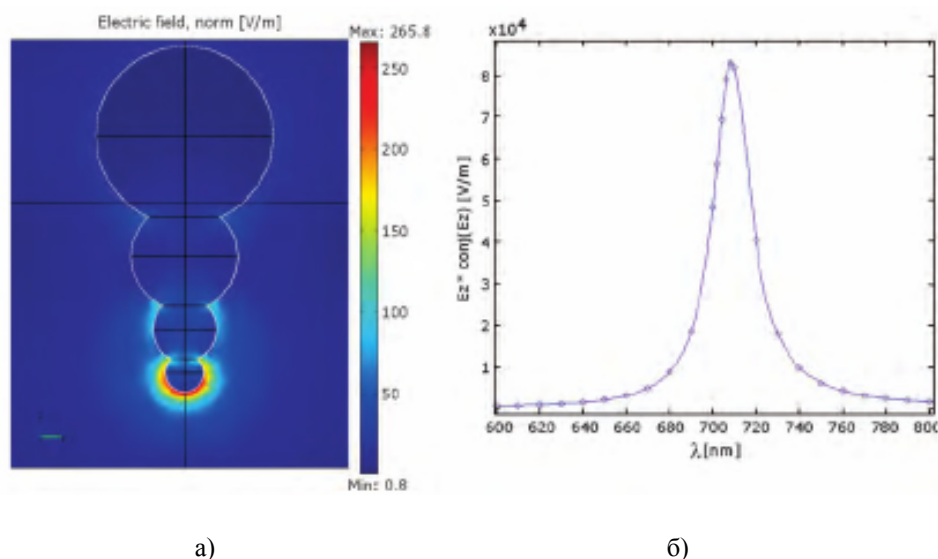 Electric field, norm [V/m]
Max: 265.8
250
200
150
100
50
Min: 0.8
x10⁴
8
7
6
5
4
3
2
1
Ez* conj(Ez) [V/m]
600 620 640 660 680 700 720 740 760 780 800
λ[nm]
а) б)